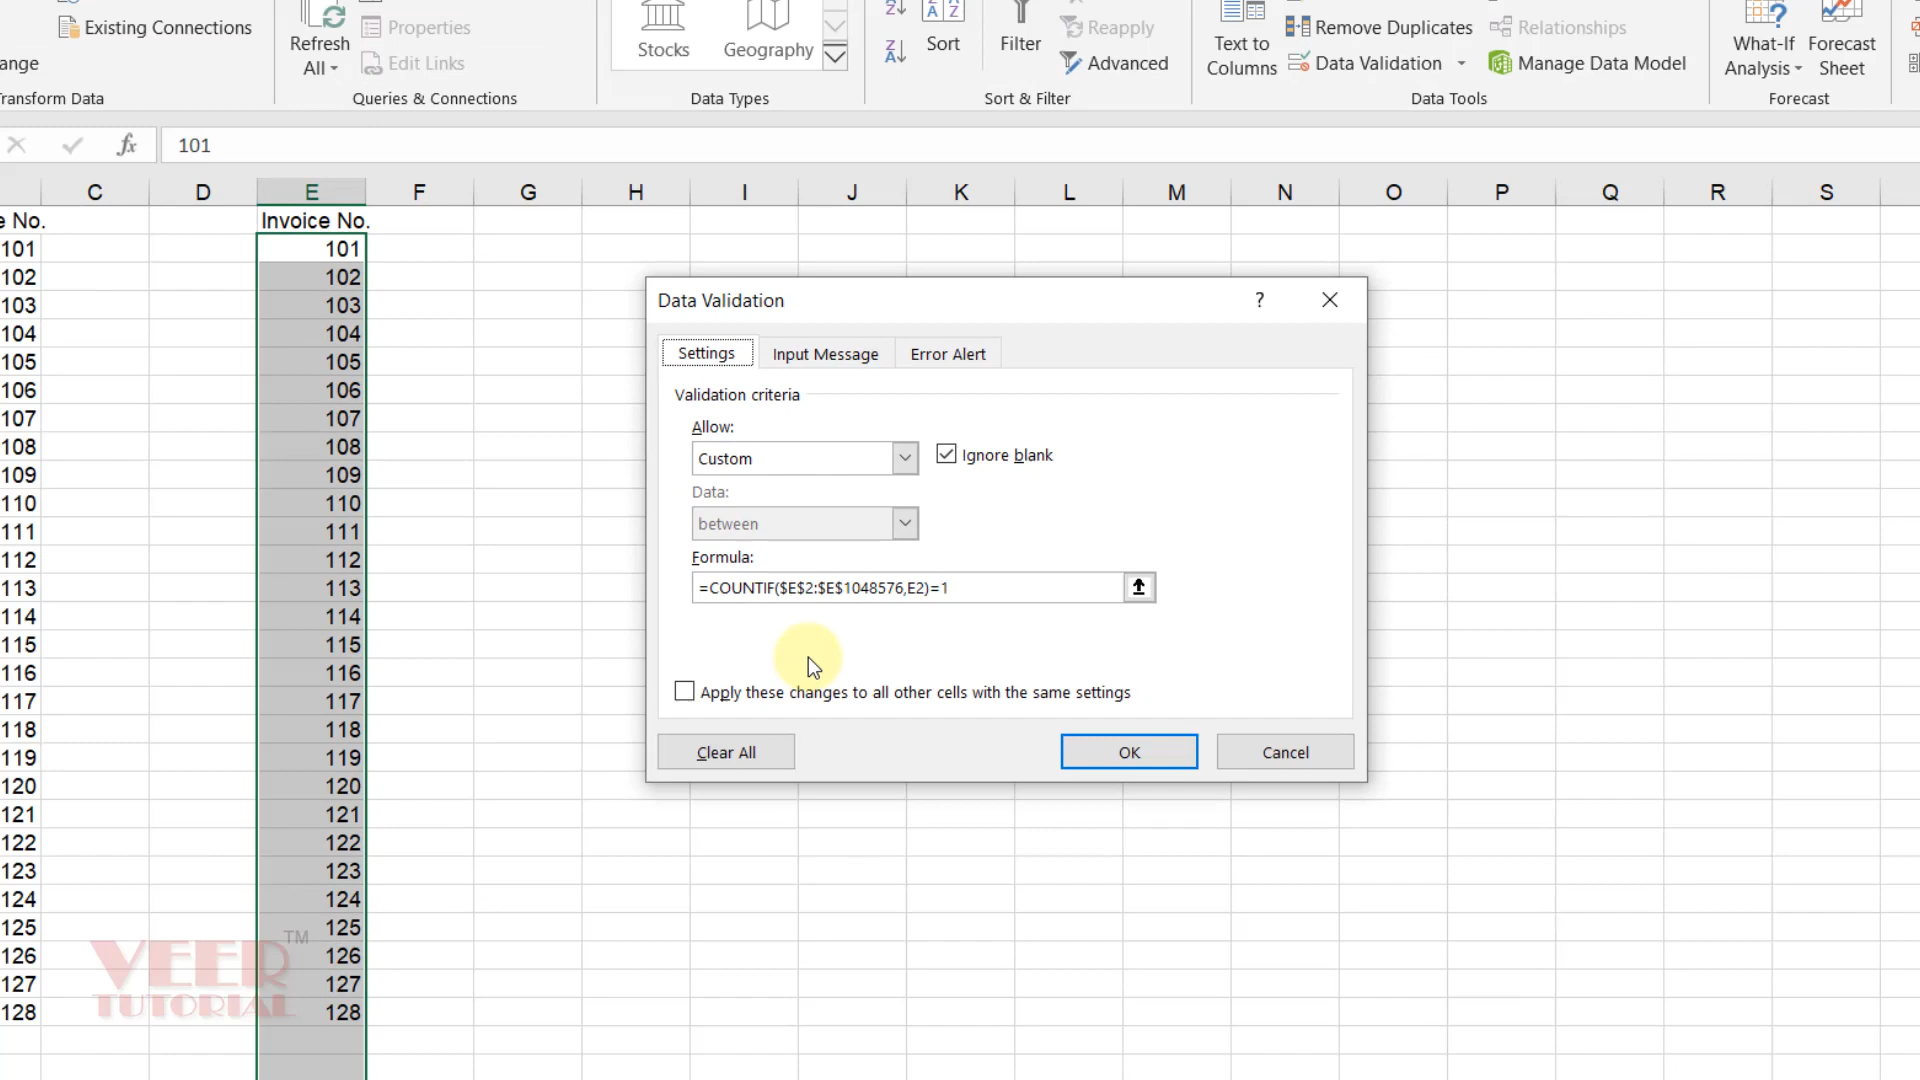 Existing Connections
ange
Transform Data
Refresh
All
Properties
Edit Links
Queries & Connections
Stocks
Geography
Data Types
Sort
Filter
Reapply
Advanced
Sort & Filter
Text to
Columns
Remove Duplicates
Relationships
Data Validation
Manage Data Model
Data Tools
What-If
Analysis
Forecast
Sheet
Forecast
fx 101
C D E F G H I J K L M N O P Q R S
e No. Invoice No.
101 101
102 102
103 103
104 104
105 105
106 106
107 107
108 108
109 109
110 110
111 111
112 112
113 113
114 114
115 115
116 116
117 117
118 118
119 119
120 120
121 121
122 122
123 123
124 124
125 125
126 126
127 127
128 128
Data Validation ?
Settings Input Message Error Alert
Validation criteria
Allow:
Custom Ignore blank
Data:
between
Formula:
=COUNTIF($E$2:$E$1048576,E2)=1
Apply these changes to all other cells with the same settings
Clear All OK Cancel
VEER TM
TUTORIAL